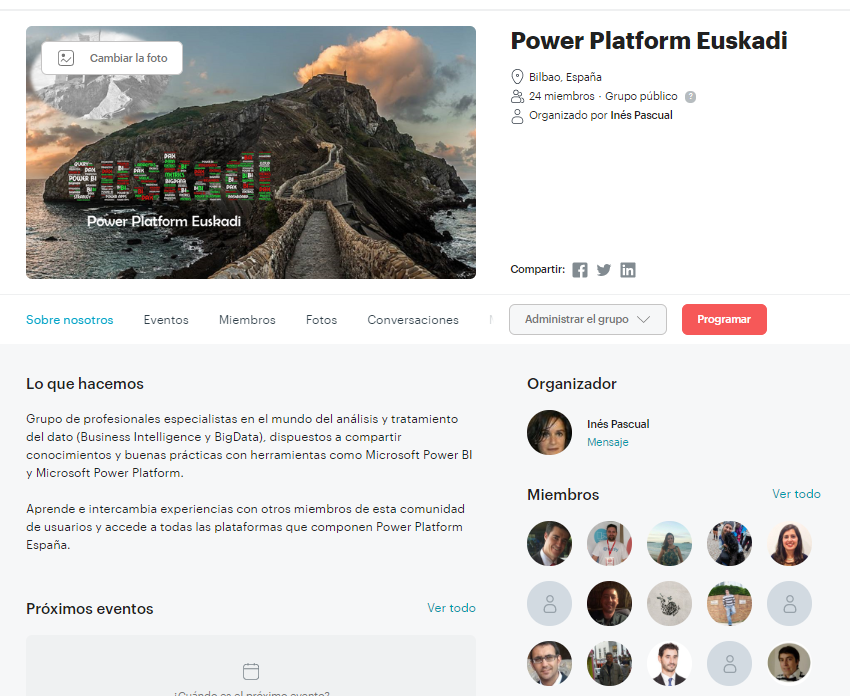 Cambiar la foto
Power Platform Euskadi
Power Platform Euskadi
Bilbao, España
24 miembros · Grupo público ?
Organizado por Inés Pascual
Compartir:
Sobre nosotros
Eventos
Miembros
Fotos
Conversaciones
Administrar el grupo
Programar
Lo que hacemos
Grupo de profesionales especialistas en el mundo del análisis y tratamiento
del dato (Business Intelligence y BigData), dispuestos a compartir
conocimientos y buenas prácticas con herramientas como Microsoft Power BI
y Microsoft Power Platform.
Aprende e intercambia experiencias con otros miembros de esta comunidad
de usuarios y accede a todas las plataformas que componen Power Platform
España.
Próximos eventos
Ver todo
¿Cuándo es el próximo evento?
Organizador
Inés Pascual
Mensaje
Miembros
Ver todo